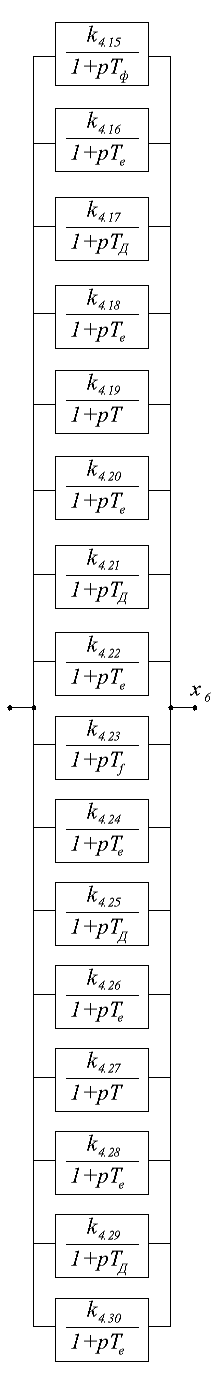 k4.15
1+pTф
k4.16
1+pTe
k4.17
1+pTД
k4.18
1+pTe
k4.19
1+pT
k4.20
1+pTe
k4.21
1+pTД
k4.22
1+pTe
x6
k4.23
1+pTf
k4.24
1+pTe
k4.25
1+pTД
k4.26
1+pTe
k4.27
1+pT
k4.28
1+pTe
k4.29
1+pTД
k4.30
1+pTe